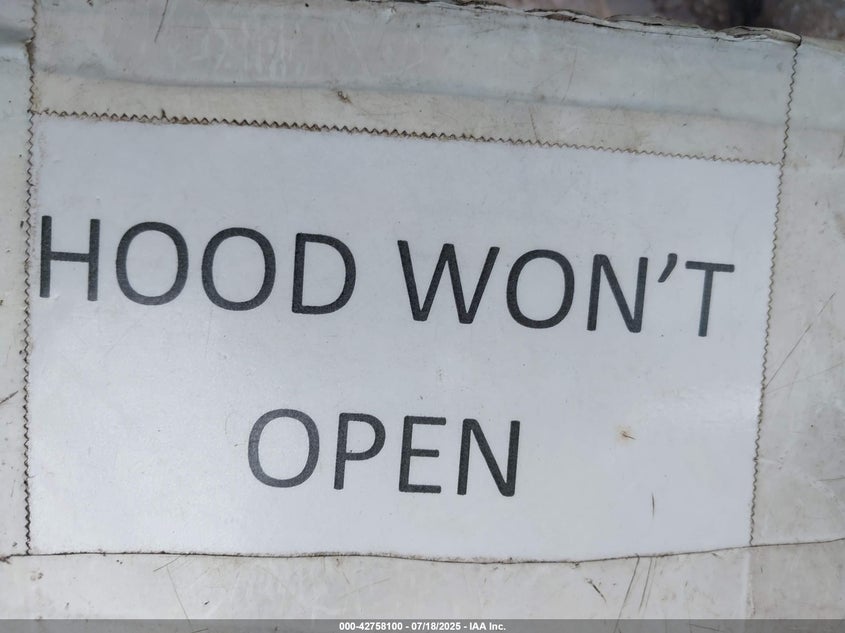 HOOD WON’T
OPEN
000-42758100 - 07/18/2025 - IAA Inc.